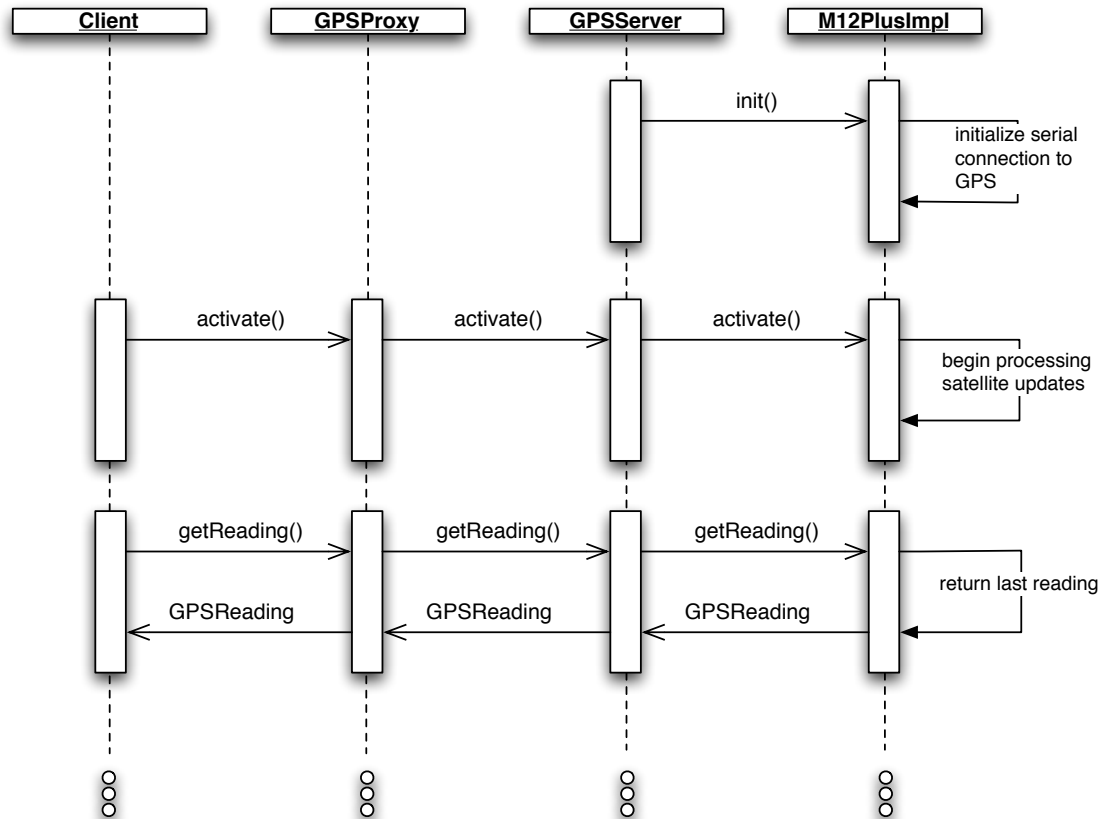 Client
GPSProxy
GPSServer
M12PlusImpl
init()
initialize serial
connection to
GPS
activate()
activate()
activate()
begin processing
satellite updates
getReading()
getReading()
getReading()
return last reading
GPSReading
GPSReading
GPSReading